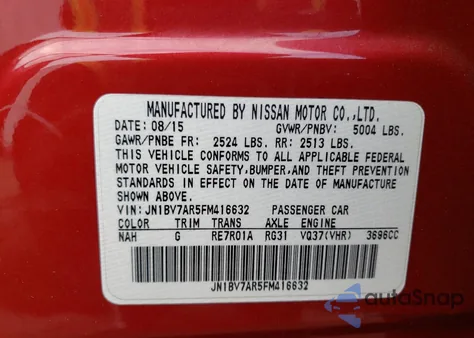 MANUFACTURED BY NISSAN MOTOR CO.,LTD.
DATE: 08/15 GVWR/PNBV: 5004 LBS.
GAWR/PNBE FR: 2524 LBS. RR: 2513 LBS.
THIS VEHICLE CONFORMS TO ALL APPLICABLE FEDERAL
MOTOR VEHICLE SAFETY,BUMPER,AND THEFT PREVENTION
STANDARDS IN EFFECT ON THE DATE OF MANUFACTURE
SHOWN ABOVE.
VIN: JN1BV7AR5FM416632 PASSENGER CAR
COLOR TRIM TRANS AXLE ENGINE
NAH G RE7R01A RG31 VQ37(VHR) 3696CC
JN1BV7AR5FM416632
autoSnap